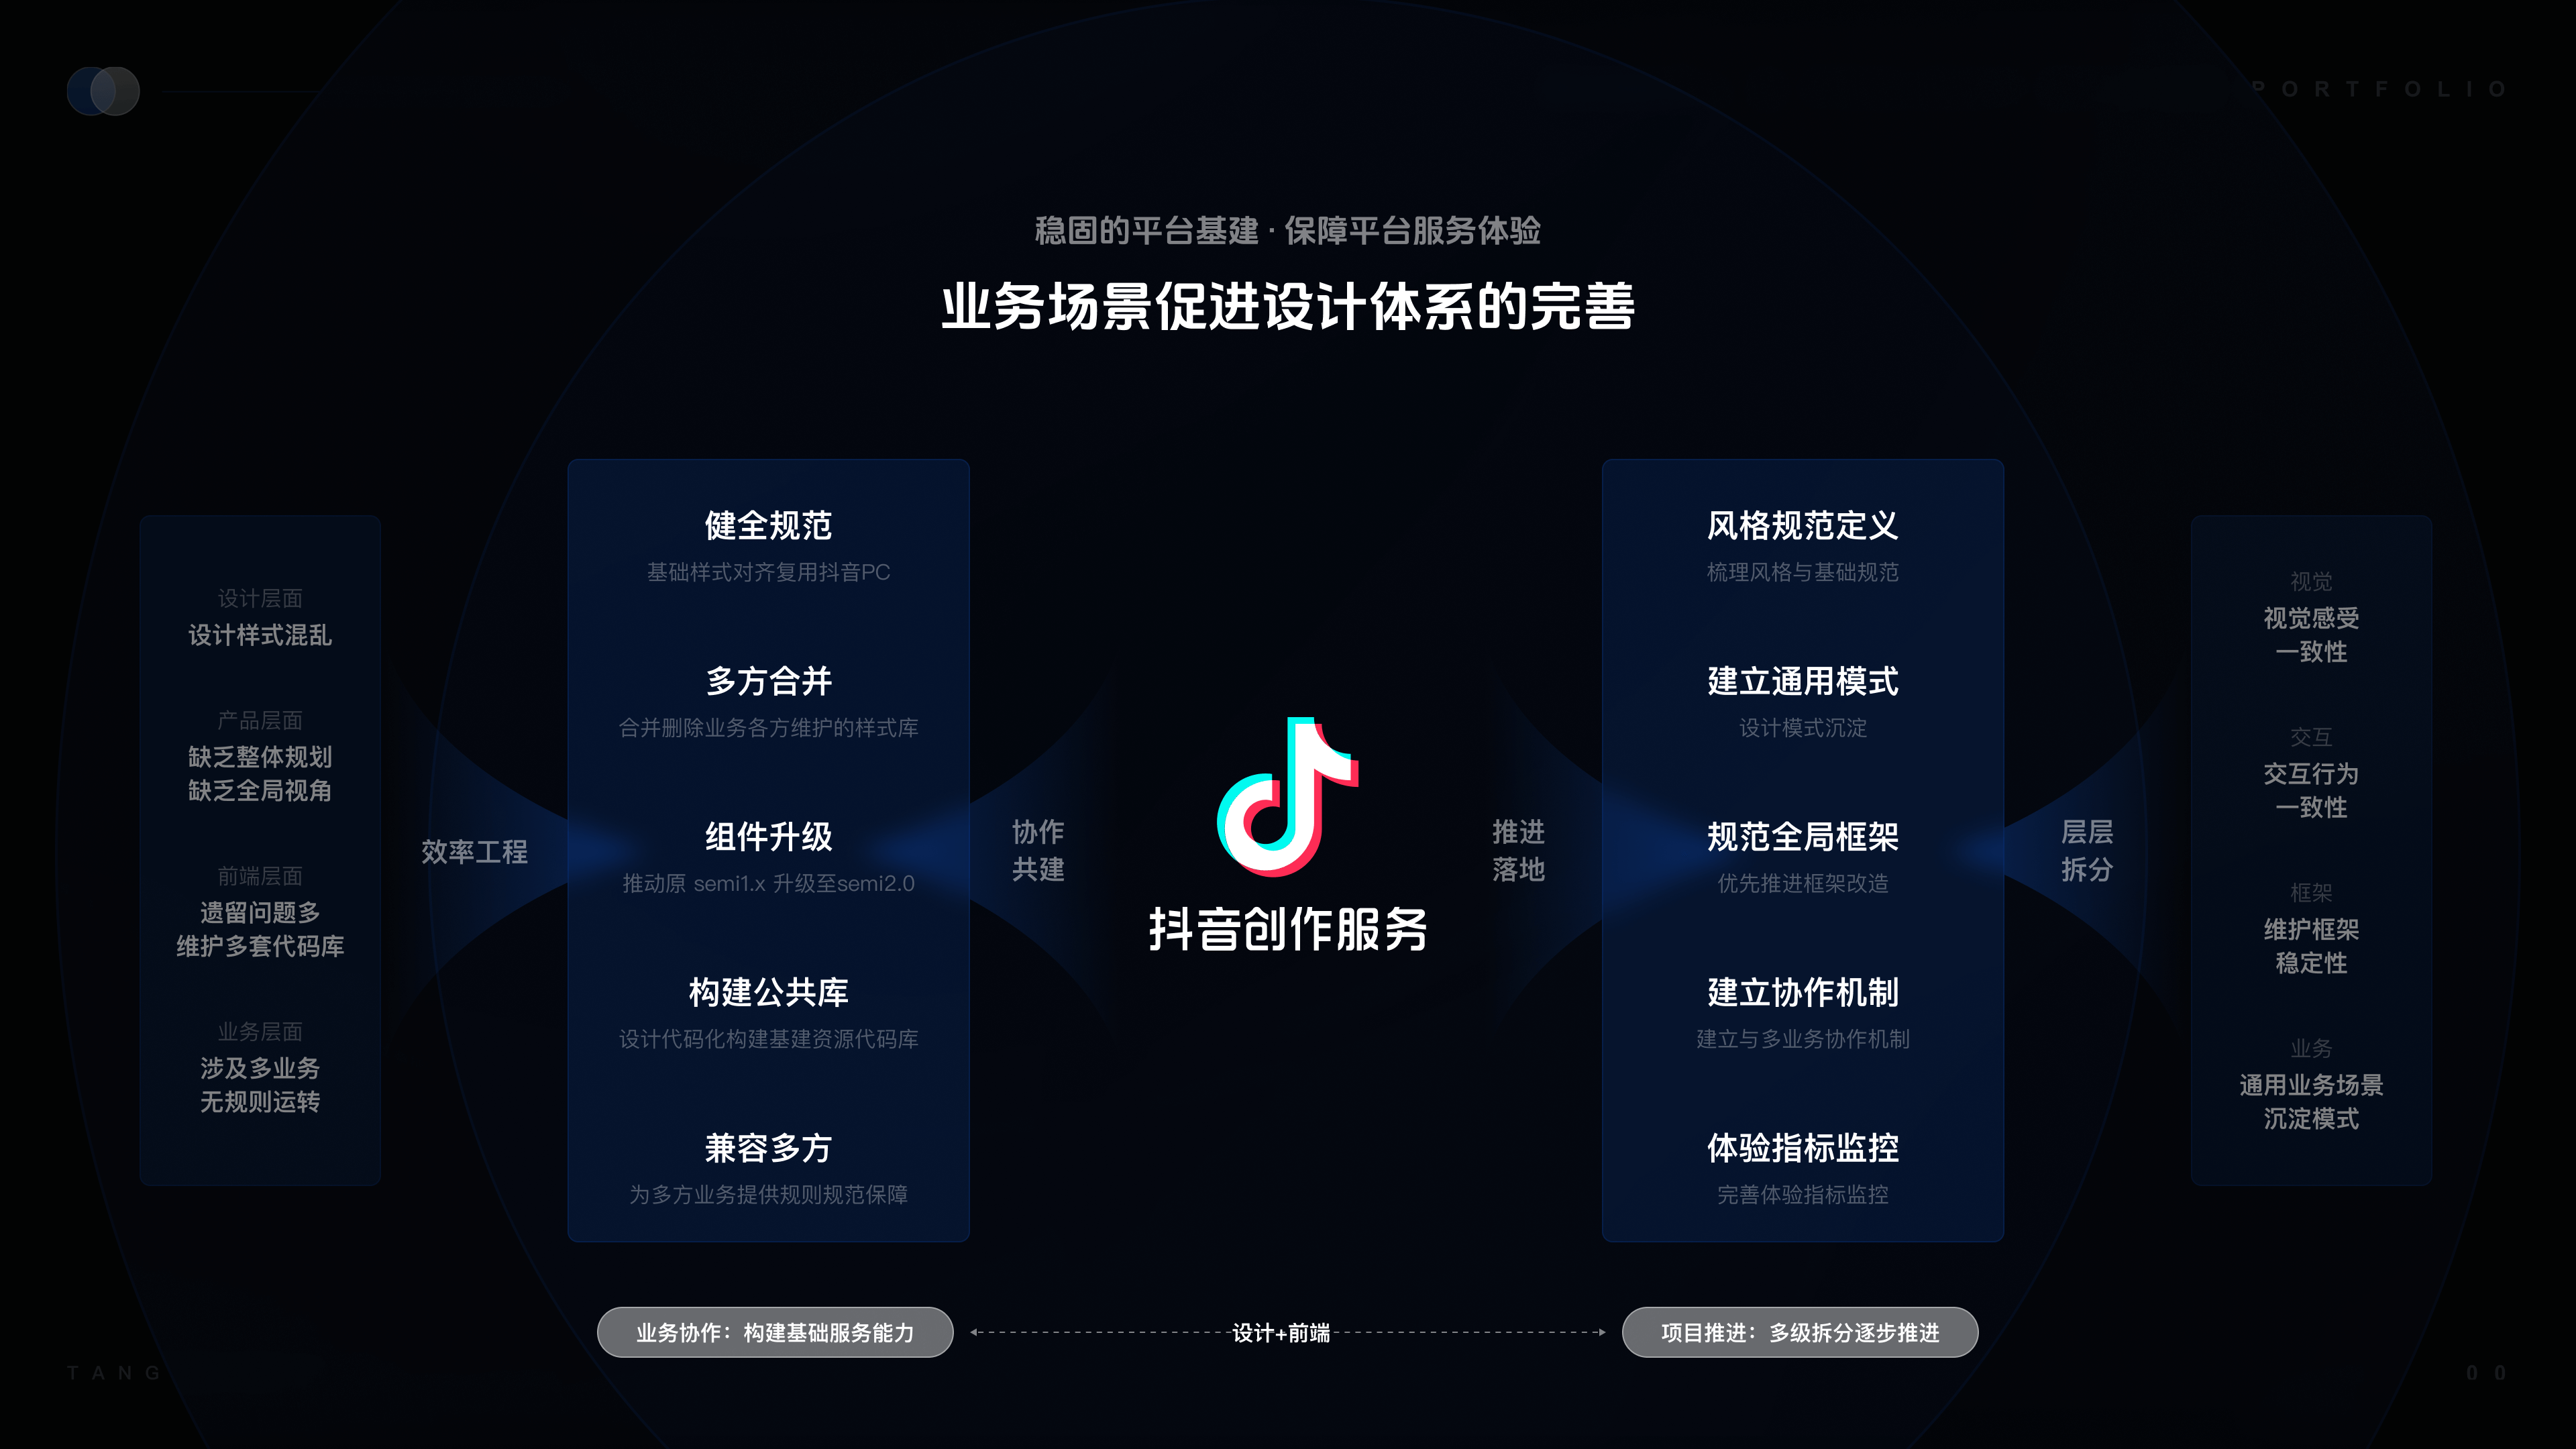 PORTFOLIO
稳固的平台基建·保障平台服务体验
业务场景促进设计体系的完善
设计层面
设计样式混乱
产品层面
缺乏整体规划
缺乏全局视角
前端层面
遗留问题多
维护多套代码库
业务层面
涉及多业务
无规则运转
效率工程
健全规范
基础样式对齐复用抖音PC
多方合并
合并删除业务各方维护的样式库
组件升级
推动原 semi1.x 升级至semi2.0
构建公共库
设计代码化构建基建资源代码库
兼容多方
为多方业务提供规则规范保障
协作
共建
抖音创作服务
推进
落地
风格规范定义
梳理风格与基础规范
建立通用模式
设计模式沉淀
规范全局框架
优先推进框架改造
建立协作机制
建立与多业务协作机制
体验指标监控
完善体验指标监控
层层
拆分
视觉
视觉感受
一致性
交互
交互行为
一致性
框架
维护框架
稳定性
业务
通用业务场景
沉淀模式
业务协作：构建基础服务能力
设计+前端
项目推进：多级拆分逐步推进
TANG
00